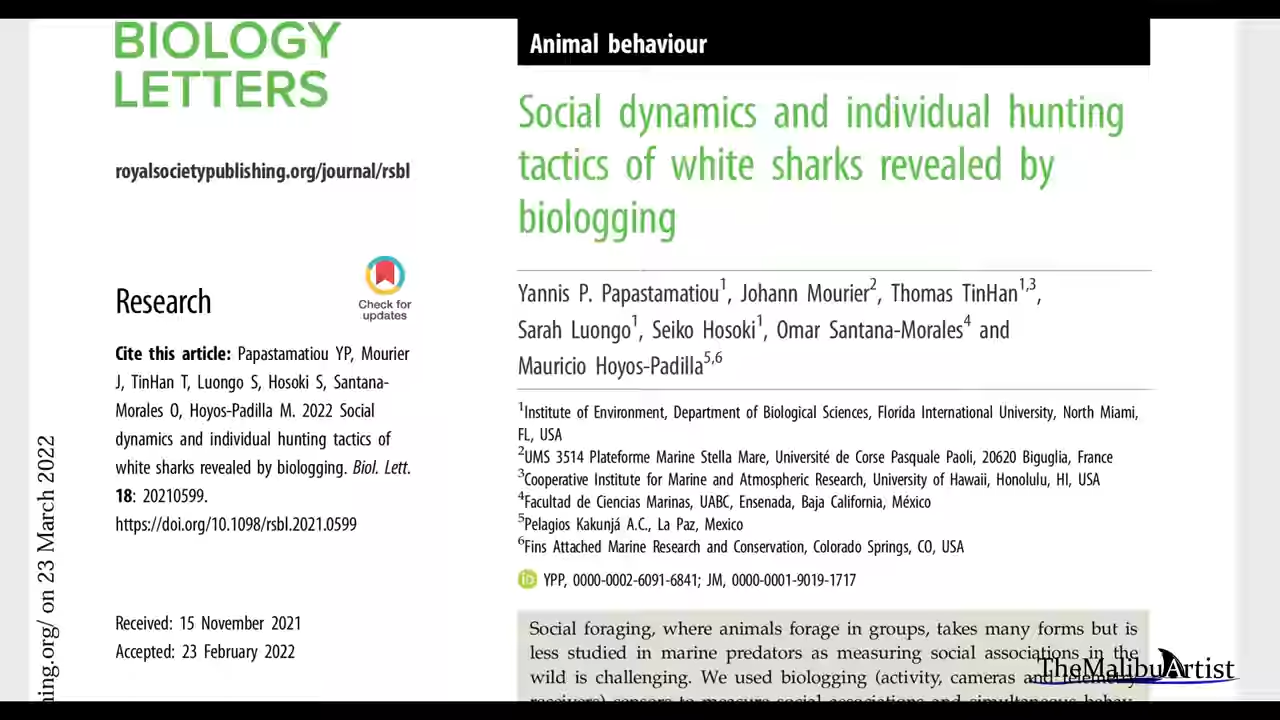 BIOLOGY
LETTERS
royalsocietypublishing.org/journal/rsbl
Research
Check for
updates
Cite this article: Papastamatiou YP, Mourier
J, TinHan T, Luongo S, Hosoki S, Santana-
Morales O, Hoyos-Padilla M. 2022 Social
dynamics and individual hunting tactics of
white sharks revealed by biologging. Biol. Lett.
18: 20210599.
https://doi.org/10.1098/rsbl.2021.0599
Received: 15 November 2021
Accepted: 23 February 2022
ning.org/ on 23 March 2022
Animal behaviour
Social dynamics and individual hunting
tactics of white sharks revealed by
biologging
Yannis P. Papastamatiou1, Johann Mourier2, Thomas TinHan1,3,
Sarah Luongo1, Seiko Hosoki1, Omar Santana-Morales4 and
Mauricio Hoyos-Padilla5,6
1Institute of Environment, Department of Biological Sciences, Florida International University, North Miami,
FL, USA
2UMS 3514 Plateforme Marine Stella Mare, Université de Corse Pasquale Paoli, 20620 Biguglia, France
3Cooperative Institute for Marine and Atmospheric Research, University of Hawaii, Honolulu, HI, USA
4Facultad de Ciencias Marinas, UABC, Ensenada, Baja California, México
5Pelagios Kakunjá A.C., La Paz, Mexico
6Fins Attached Marine Research and Conservation, Colorado Springs, CO, USA
iD YPP, 0000-0002-6091-6841; JM, 0000-0001-9019-1717
Social foraging, where animals forage in groups, takes many forms but is
less studied in marine predators as measuring social associations in the
wild is challenging. We used biologging (activity, cameras and telemetry
TheMalibuArtist